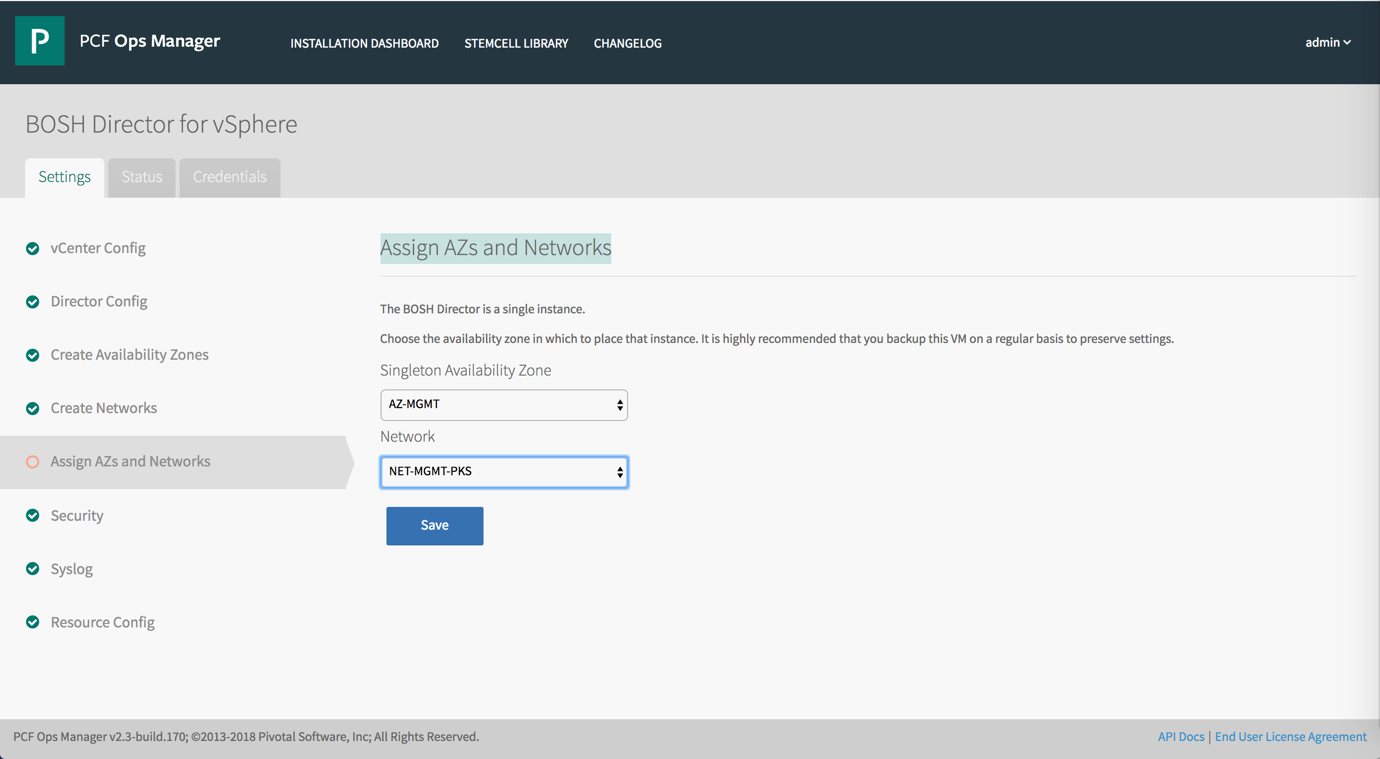 P
PCF Ops Manager
INSTALLATION DASHBOARD
STEMCELL LIBRARY
CHANGELOG
admin
BOSH Director for vSphere
Settings
Status
Credentials
vCenter Config
Director Config
Create Availability Zones
Create Networks
Assign AZs and Networks
Security
Syslog
Resource Config
Assign AZs and Networks
The BOSH Director is a single instance.
Choose the availability zone in which to place that instance. It is highly recommended that you backup this VM on a regular basis to preserve settings.
Singleton Availability Zone
AZ-MGMT
Network
NET-MGMT-PKS
Save
PCF Ops Manager v2.3-build.170; ©2013-2018 Pivotal Software, Inc; All Rights Reserved.
API Docs | End User License Agreement